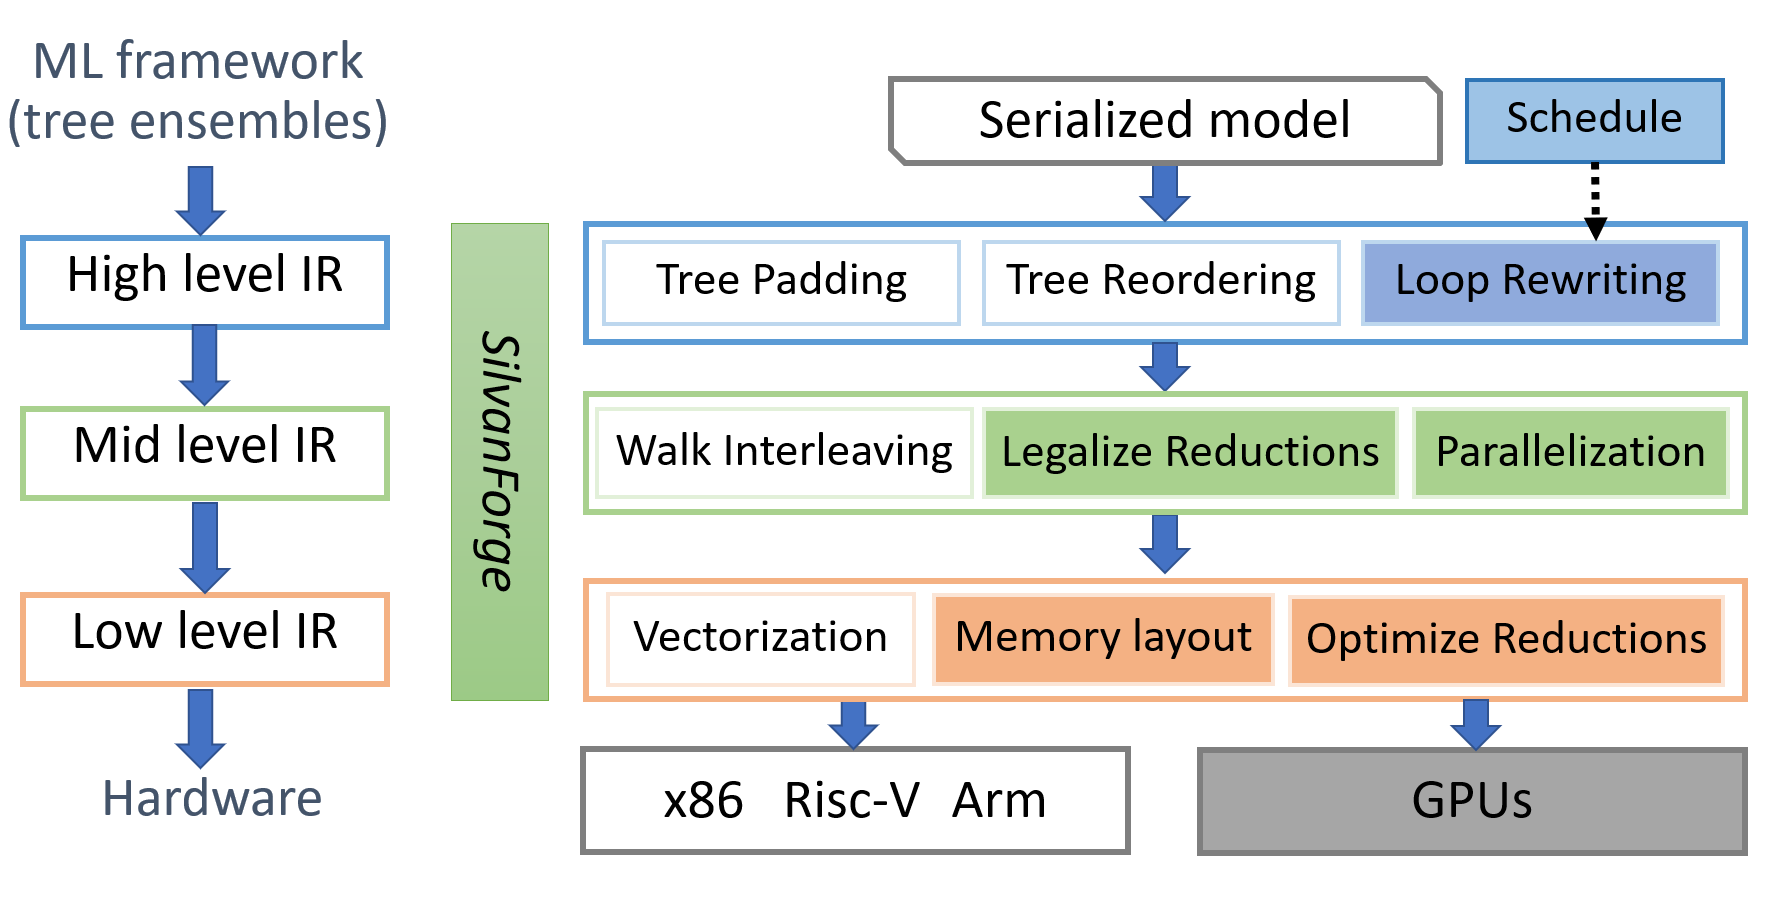 ML framework
(tree ensembles)
High level IR
Mid level IR
Low level IR
Hardware
SilvanForge
Serialized model
Schedule
Tree Padding
Tree Reordering
Loop Rewriting
Walk Interleaving
Legalize Reductions
Parallelization
Vectorization
Memory layout
Optimize Reductions
x86 Risc-V Arm
GPUs